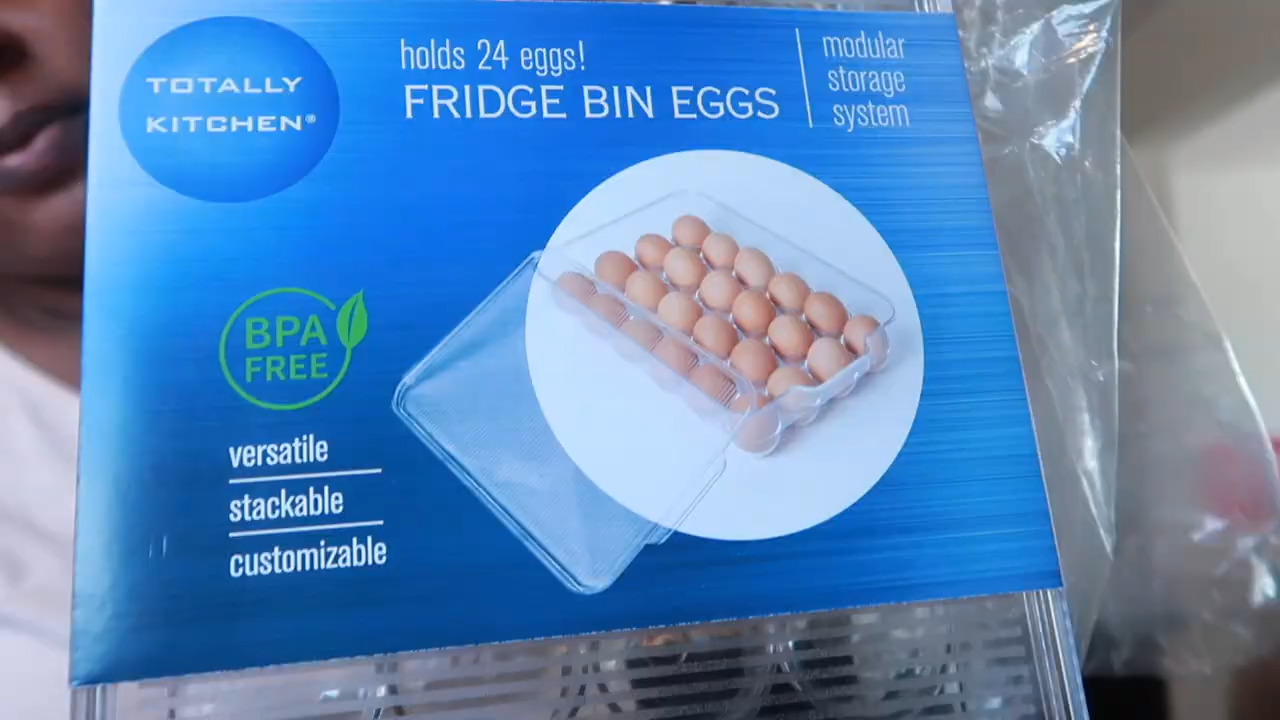 TOTALLY
KITCHEN®
holds 24 eggs!
FRIDGE BIN EGGS
modular
storage
system
BPA
FREE
versatile
stackable
customizable